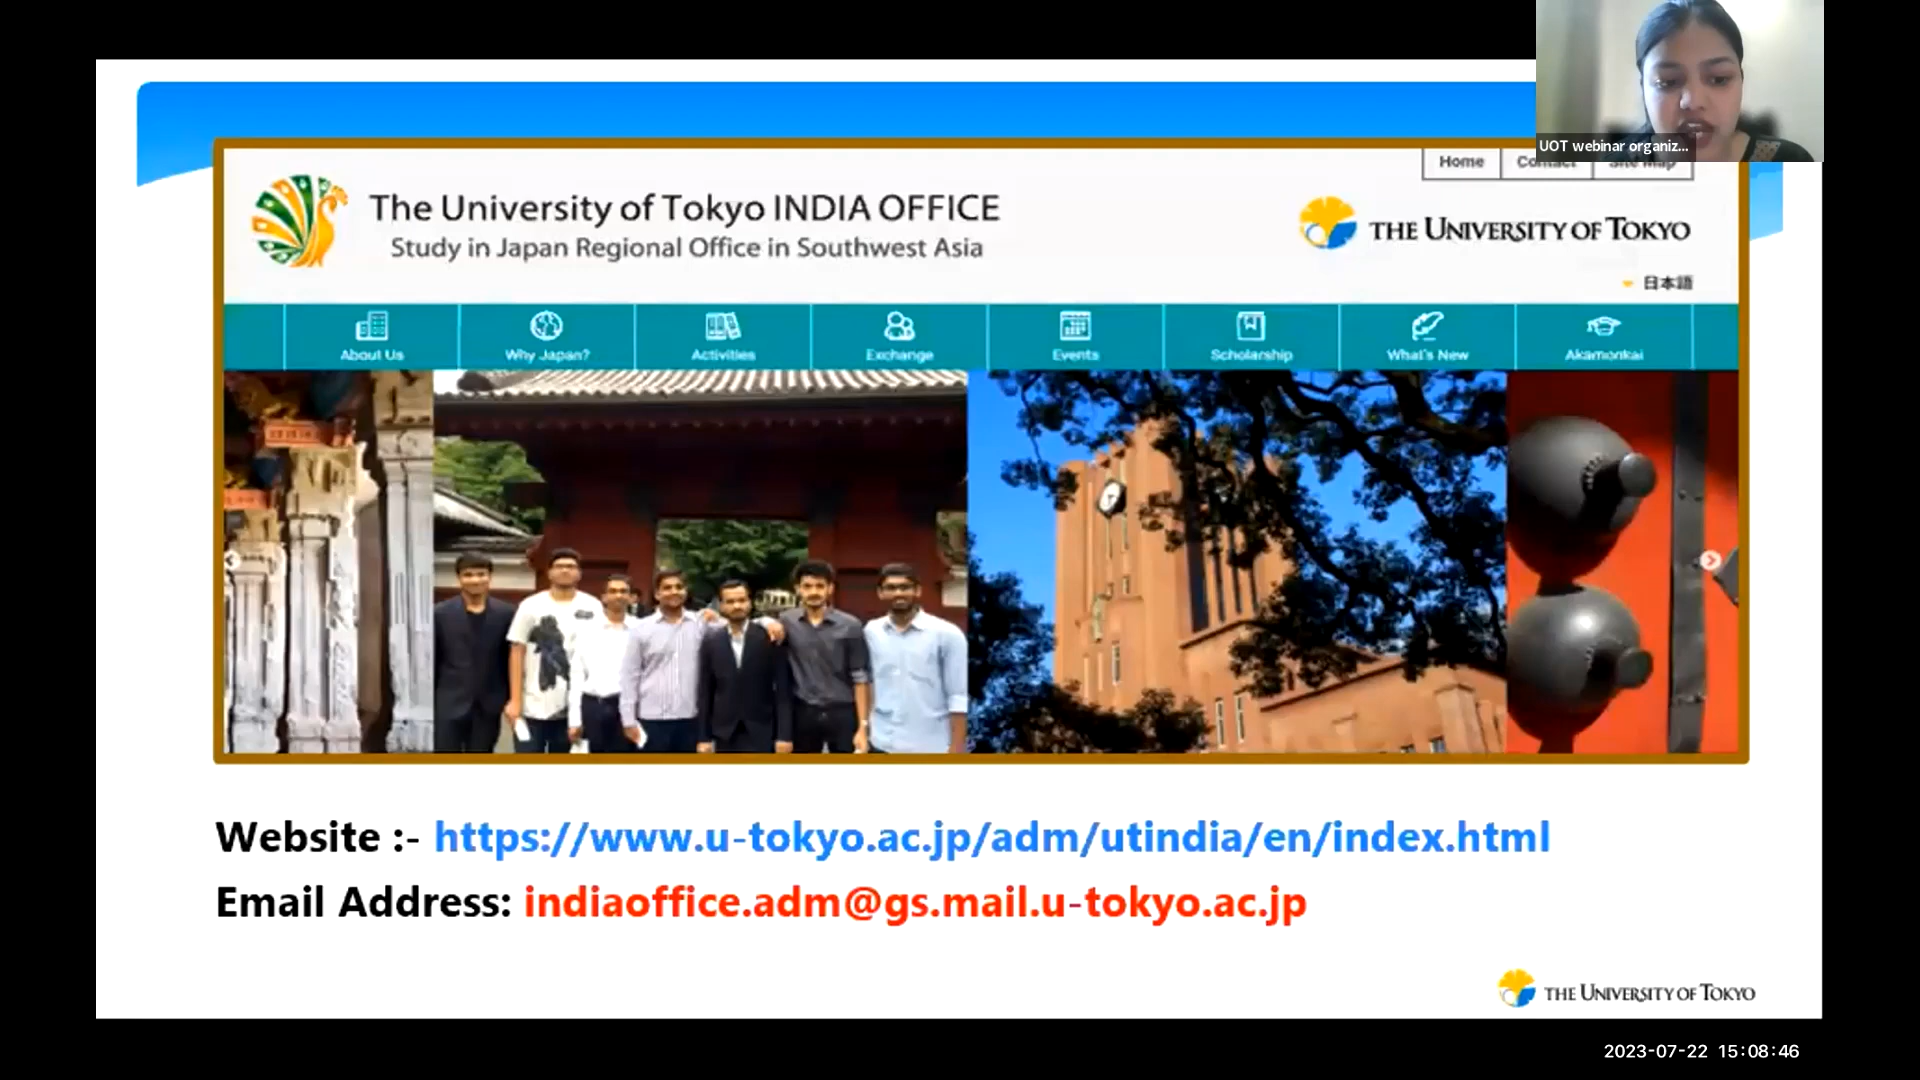 UOT webinar organiz...
Home
Contact
Site Map
The University of Tokyo INDIA OFFICE
Study in Japan Regional Office in Southwest Asia
THE UNIVERSITY OF TOKYO
日本語
About Us
Why Japan?
Activities
Exchange
Events
Scholarship
What's New
Akamonkai
Website :- https://www.u-tokyo.ac.jp/adm/utindia/en/index.html
Email Address: indiaoffice.adm@gs.mail.u-tokyo.ac.jp
THE UNIVERSITY OF TOKYO
2023-07-22 15:08:46